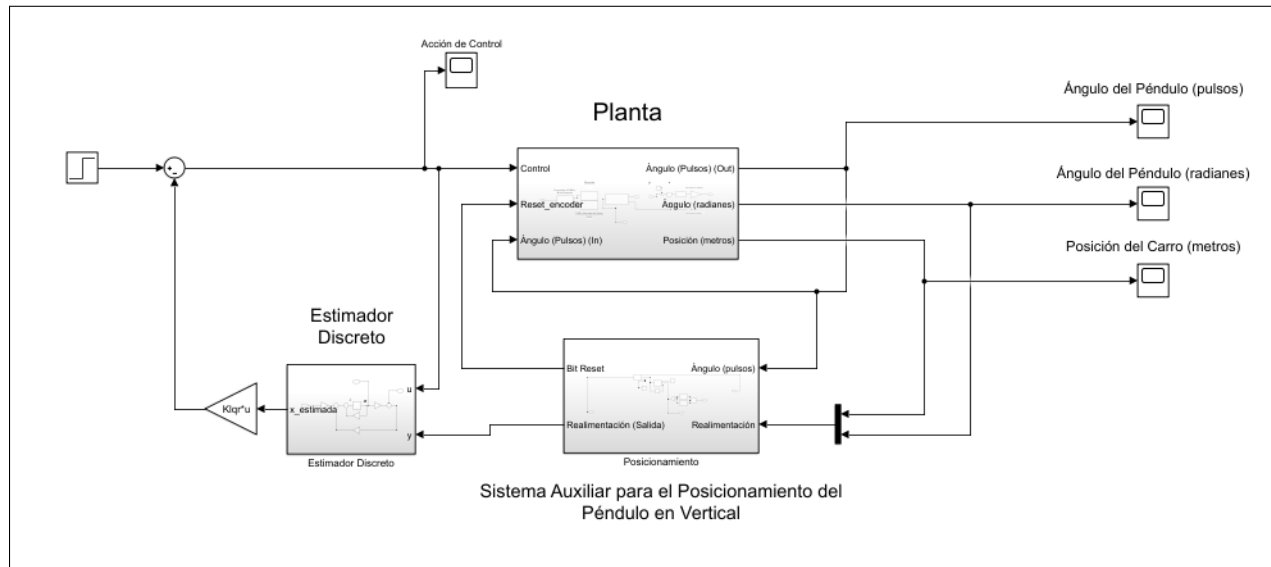 Acción de Control
Ángulo del Péndulo (pulsos)
Planta
Control
Ángulo (Pulsos) (Out)
Ángulo del Péndulo (radianes)
Reset_encoder
Ángulo (radianes)
Ángulo (Pulsos) (In)
Posición (metros)
Posición del Carro (metros)
Estimador
Discreto
Bit Reset
Ángulo (pulsos)
u
Klqr*u
x_estimada
y
Realimentación (Salida)
Realimentación
Estimador Discreto
Posicionamiento
Sistema Auxiliar para el Posicionamiento del
Péndulo en Vertical